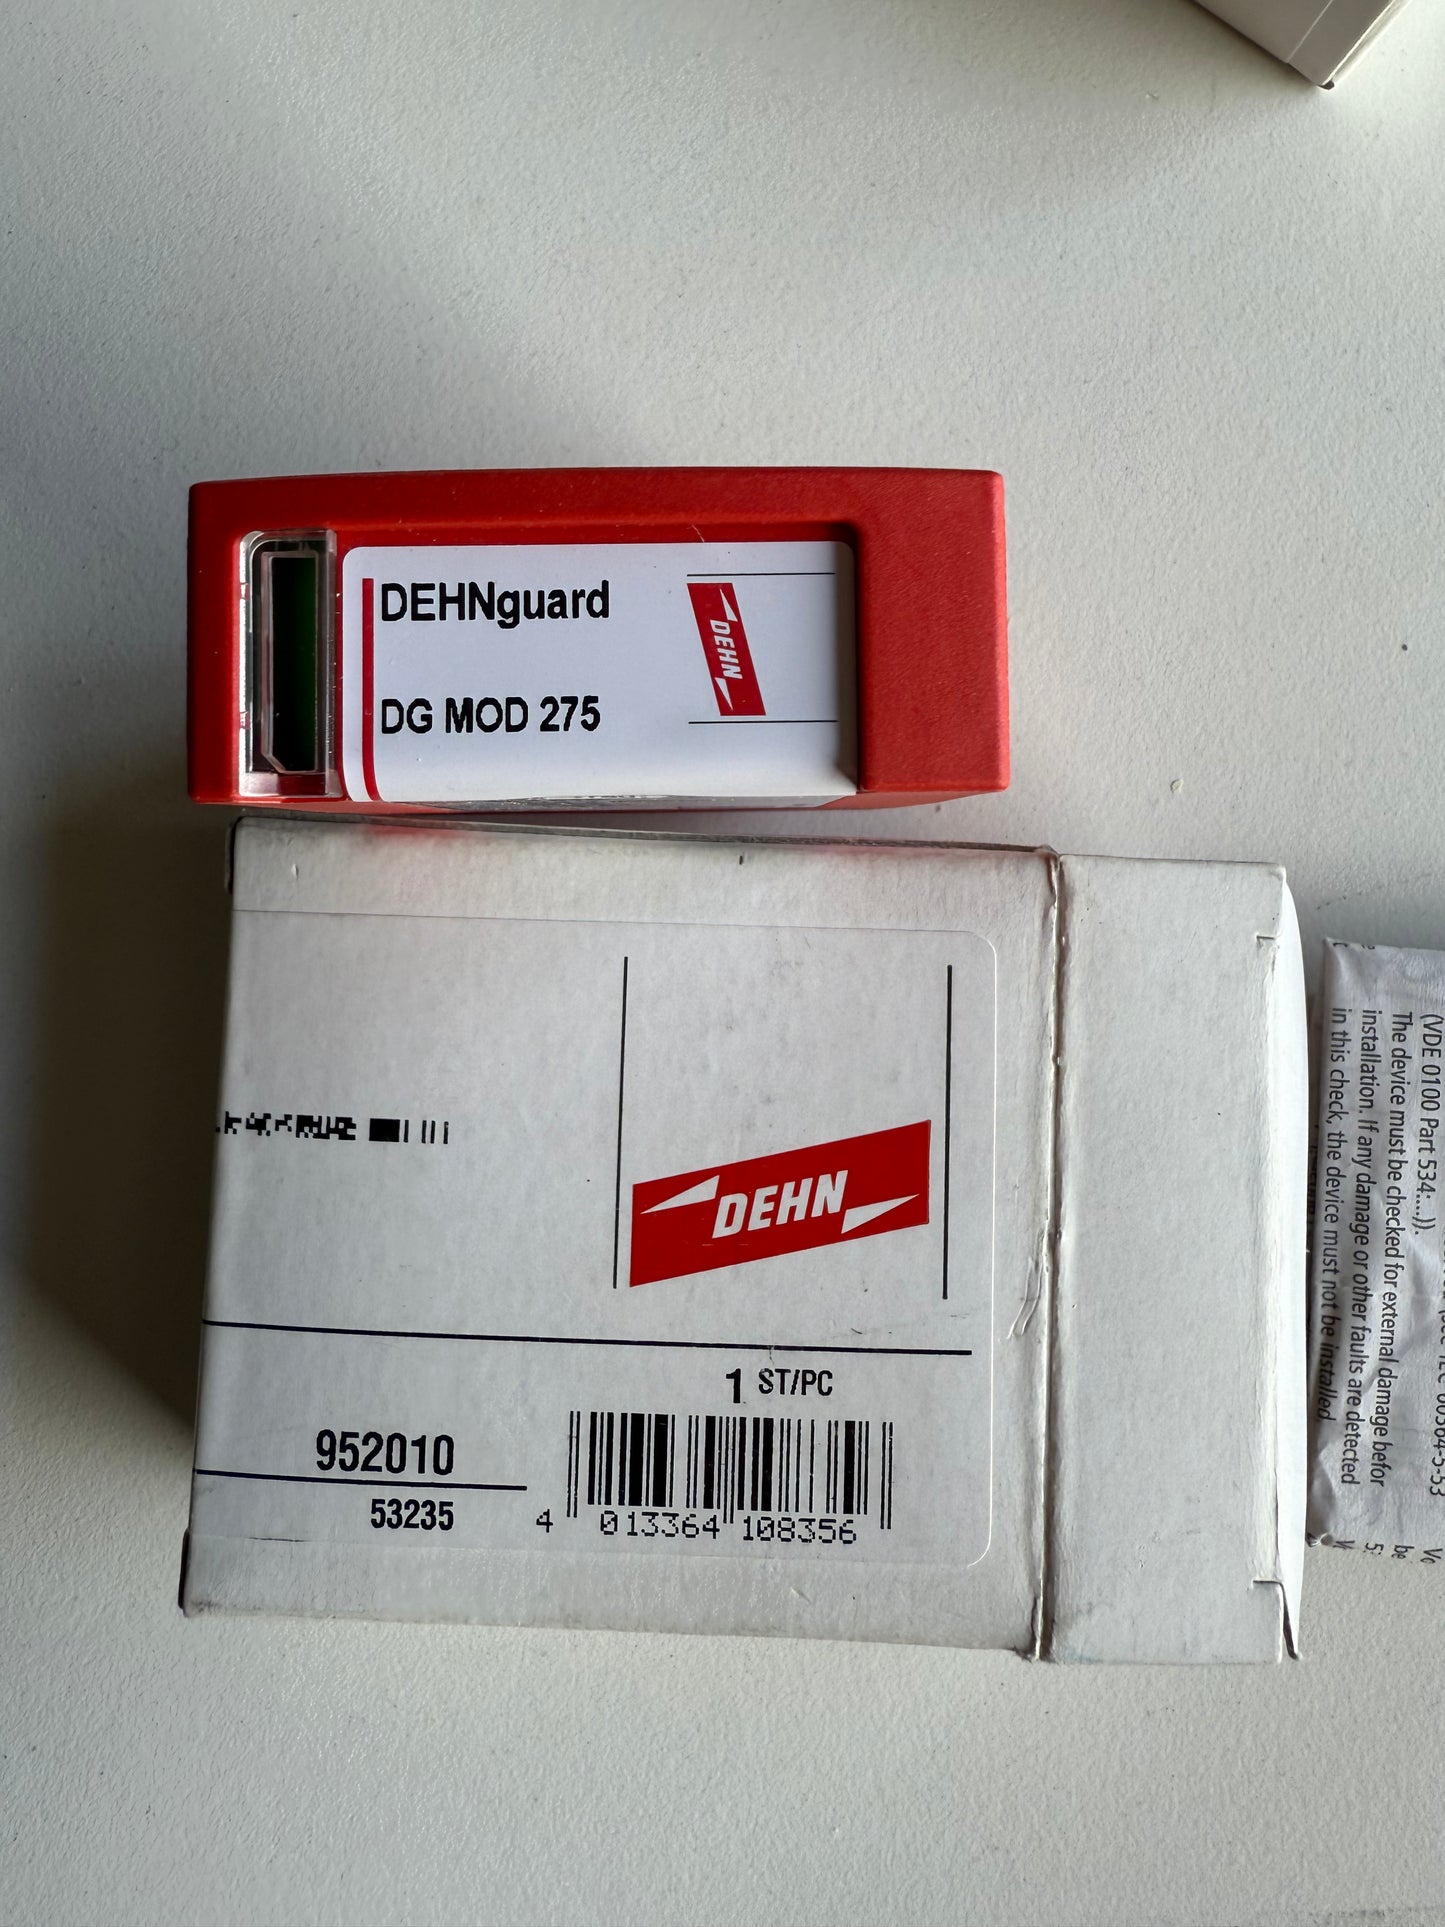 DEHNguard
DG MOD 275
DEHN
DEHN
1 ST/PC
952010
53235
4 013364 108356
(VDE 0100 Part 534:...)).
The device must be checked for external damage befor
installation. If any damage or other faults are detected
in this check, the device must not be installed